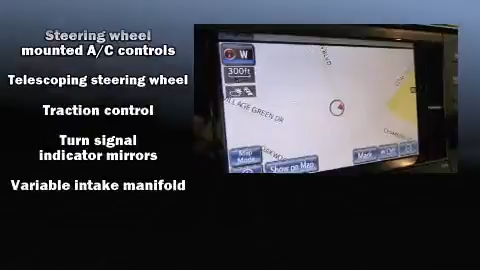 Steering wheel
mounted A/C controls
Telescoping steering wheel
Traction control
Turn signal
indicator mirrors
Variable intake manifold
W
300ft
BLVD
VILLAGE GREEN DR
Map
Mode
Show on Map
Mark